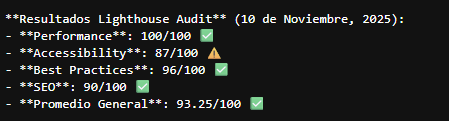 **Resultados Lighthouse Audit** (10 de Noviembre, 2025):
- **Performance**: 100/100 ✅
- **Accessibility**: 87/100 ⚠️
- **Best Practices**: 96/100 ✅
- **SEO**: 90/100 ✅
- **Promedio General**: 93.25/100 ✅